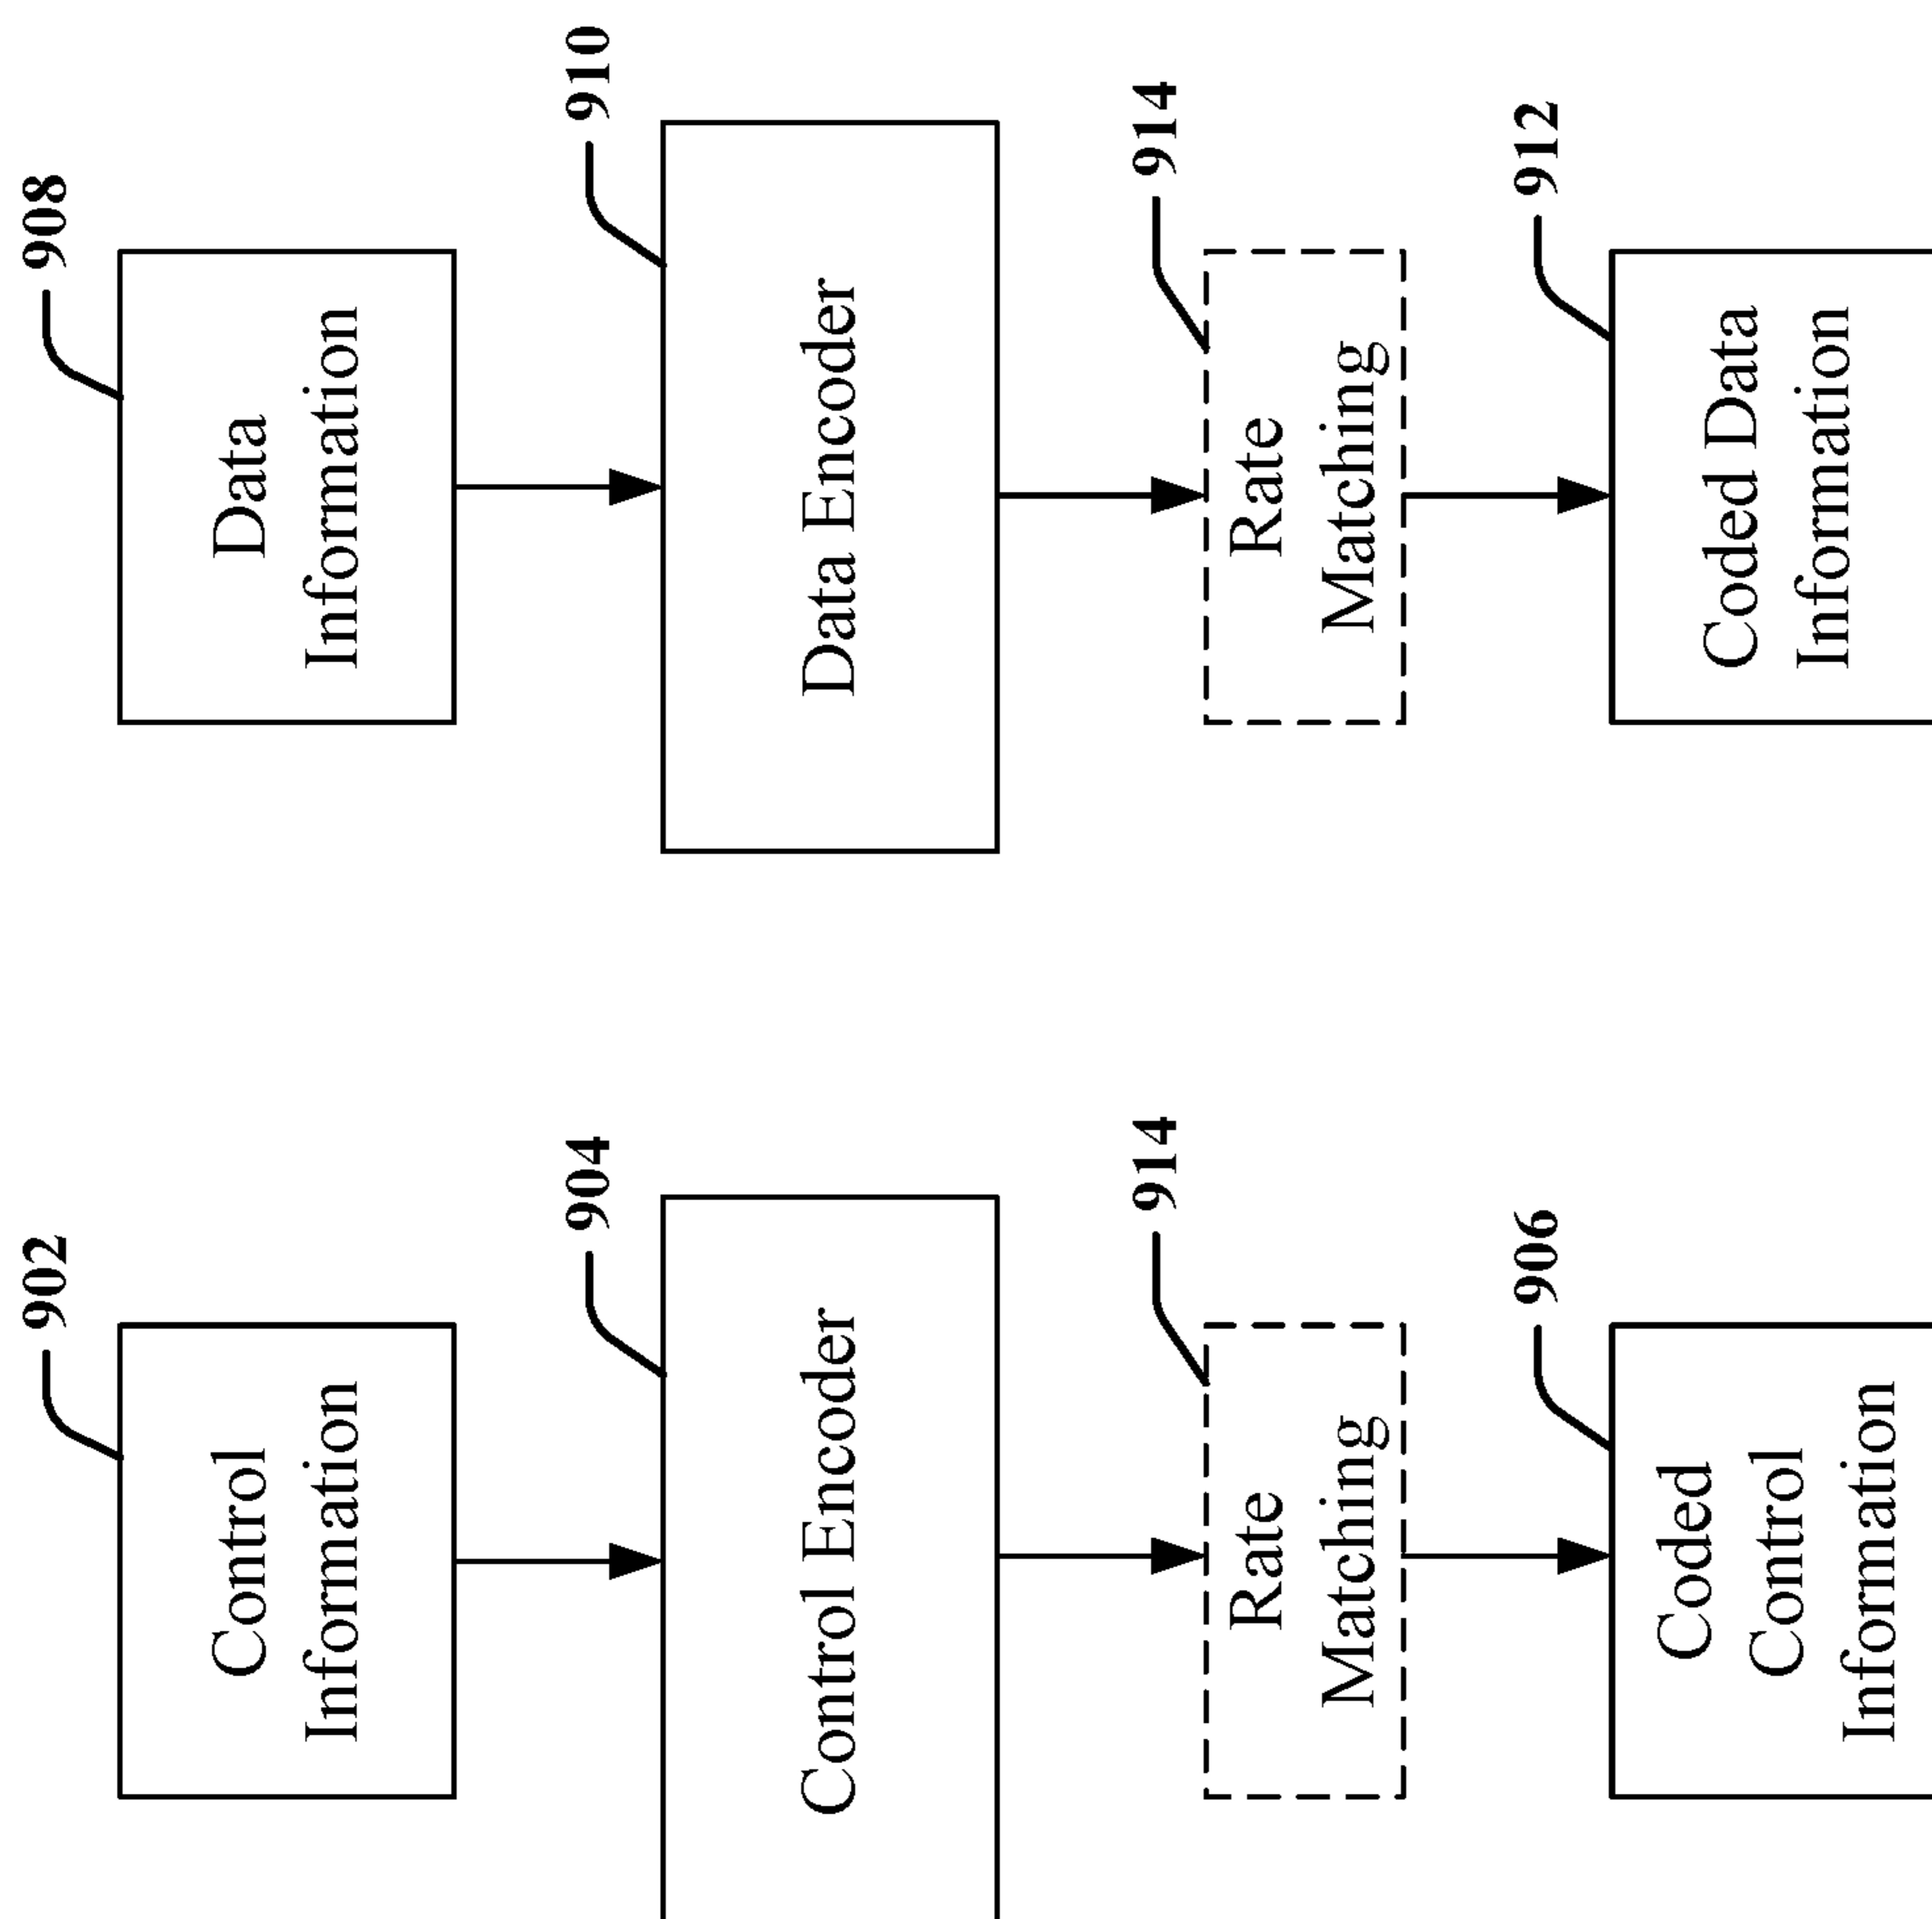 902
Control
Information
904
Control Encoder
914
Rate
Matching
906
Coded
Control
Information
908
Data
Information
910
Data Encoder
914
Rate
Matching
912
Coded Data
Information